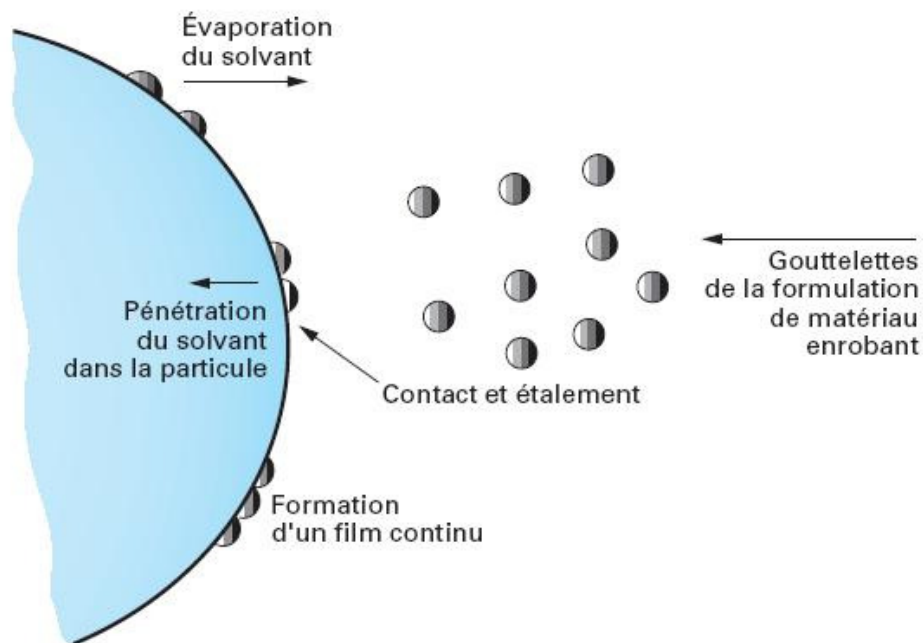 Évaporation
du solvant
Gouttelettes
de la formulation
de matériau
enrobant
Pénétration
du solvant
dans la particule
Contact et étalement
Formation
d'un film continu